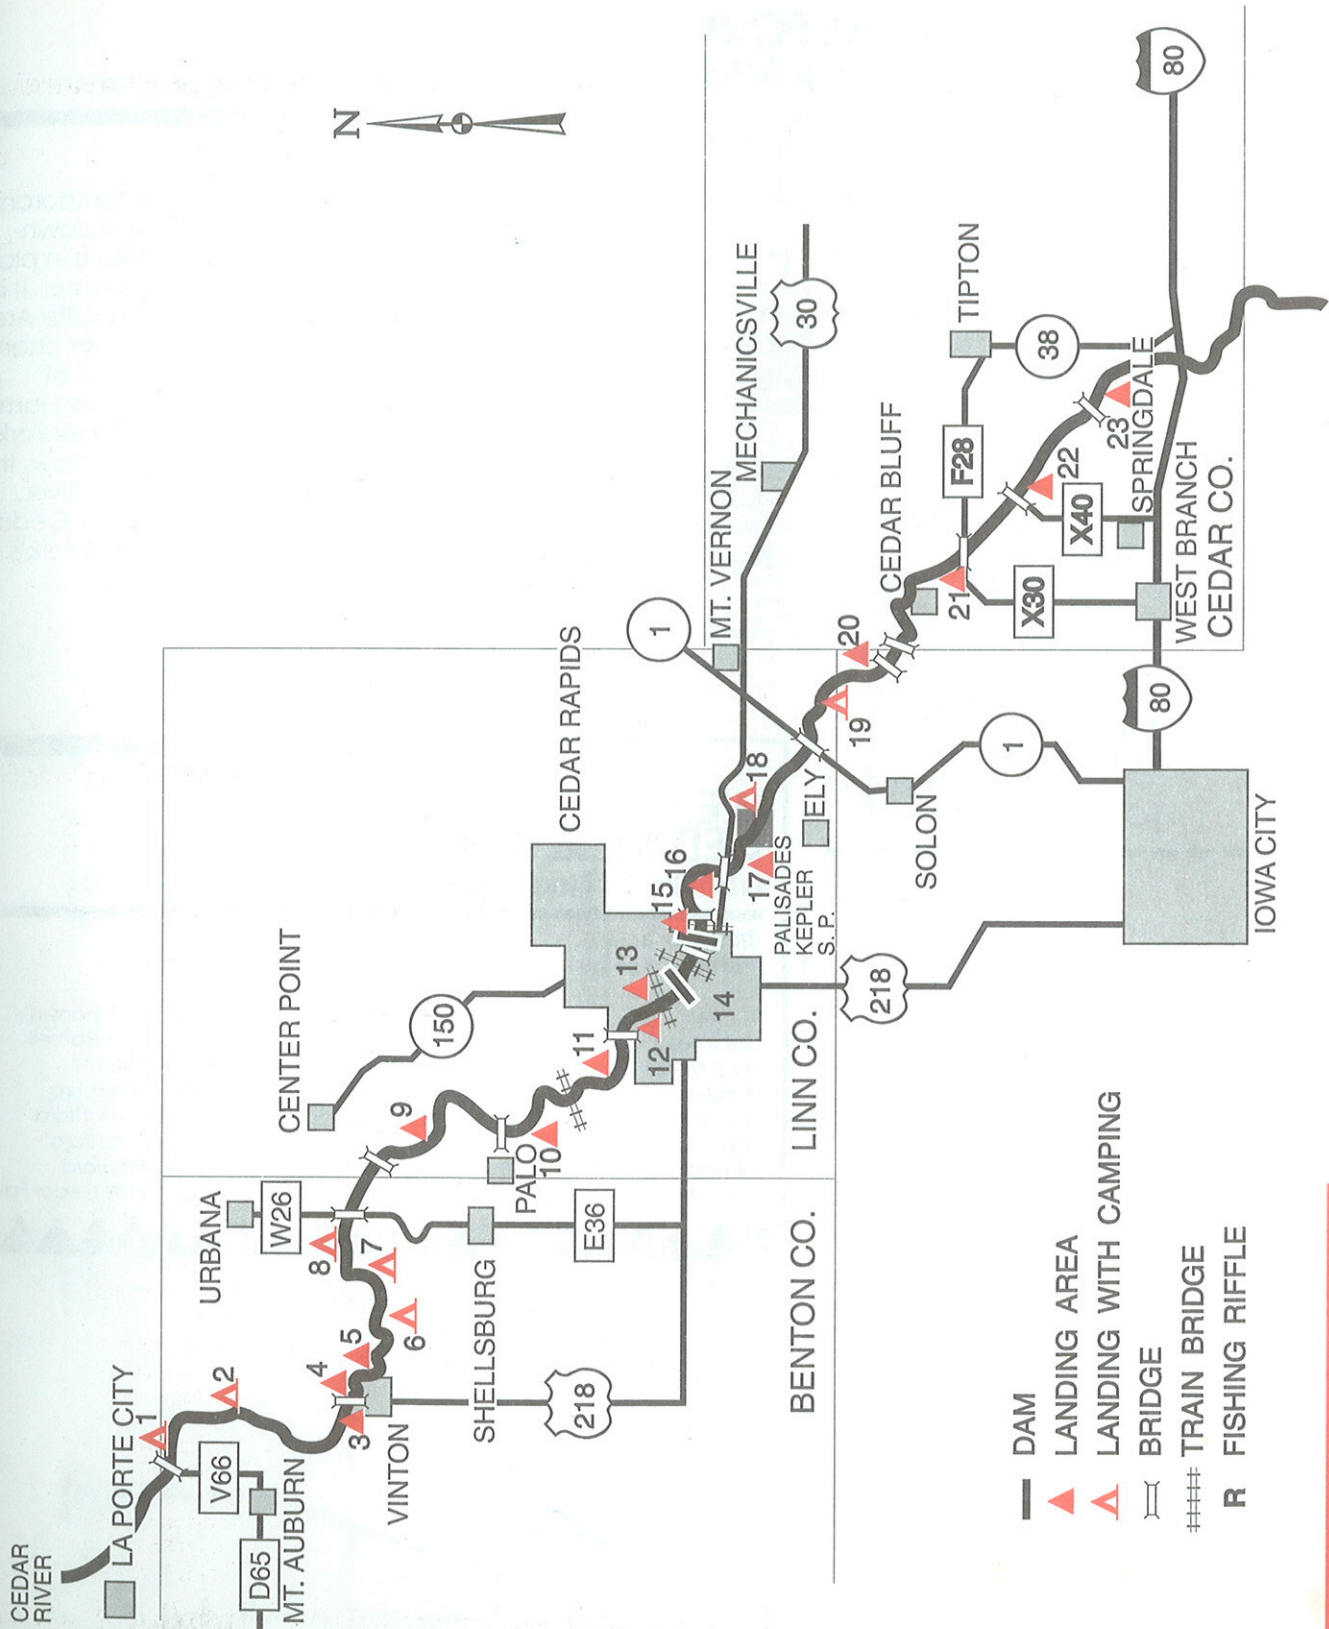 CEDAR
RIVER
LA PORTE CITY
1
V66
D65
MT. AUBURN
2
3
4
5
VINTON
6
7
8
URBANA
W26
SHELLSBURG
218
E36
BENTON CO.
CENTER POINT
150
9
PALO
10
11
12
13
14
CEDAR RAPIDS
15
16
17
18
PALISADES
KEPLER
S. P.
ELY
LINN CO.
218
1
MT. VERNON
MECHANICSVILLE
30
19
20
SOLON
1
IOWA CITY
80
CEDAR BLUFF
21
X30
F28
TIPTON
38
22
X40
23
SPRINGDALE
WEST BRANCH
CEDAR CO.
80
N
DAM
LANDING AREA
LANDING WITH CAMPING
BRIDGE
TRAIN BRIDGE
R FISHING RIFFLE